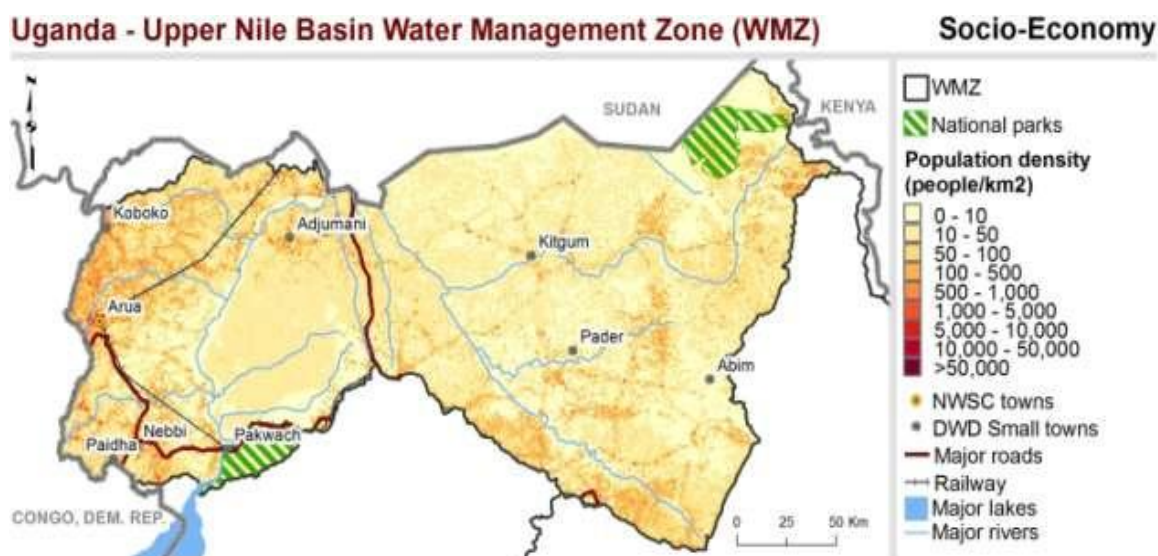 Uganda - Upper Nile Basin Water Management Zone (WMZ)
Socio-Economy
N
SUDAN
KENYA
Koboko
Adjumani
Kitgum
Arua
Pader
Abim
Nebbi
Pakwach
Paidha
CONGO, DEM. REP.
0 25 50 Km
WMZ
National parks
Population density
(people/km2)
0 - 10
10 - 50
50 - 100
100 - 500
500 - 1,000
1,000 - 5,000
5,000 - 10,000
10,000 - 50,000
>50,000
NWSC towns
DWD Small towns
Major roads
Railway
Major lakes
Major rivers